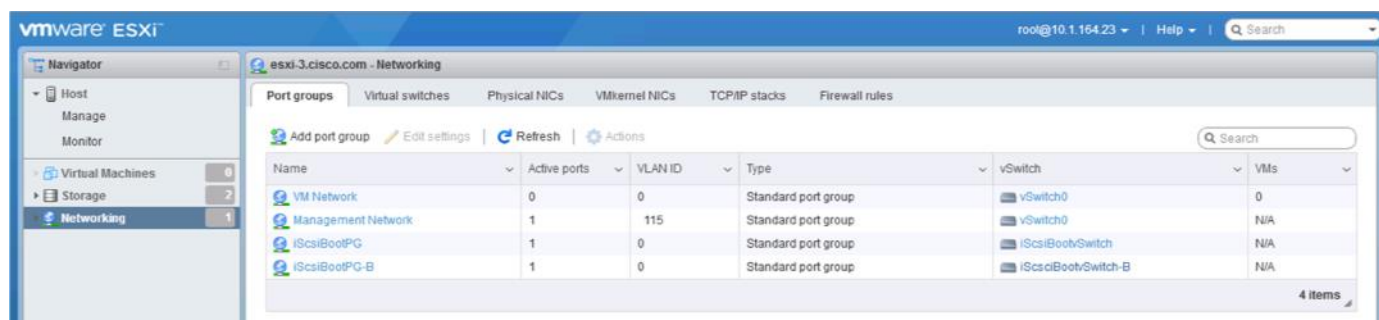 vmware ESXi™
root@10.1.164.23 | Help | Search
Navigator
esxi-3.cisco.com - Networking
Host
Manage
Monitor
Virtual Machines 0
Storage 2
Networking 1
Port groups Virtual switches Physical NICs VMkernel NICs TCP/IP stacks Firewall rules
Add port group Edit settings | Refresh | Actions Search
Name Active ports VLAN ID Type vSwitch VMs
VM Network 0 0 Standard port group vSwitch0 0
Management Network 1 115 Standard port group vSwitch0 N/A
iScsiBootPG 1 0 Standard port group iScsiBootvSwitch N/A
iScsiBootPG-B 1 0 Standard port group iScsciBootvSwitch-B N/A
4 items